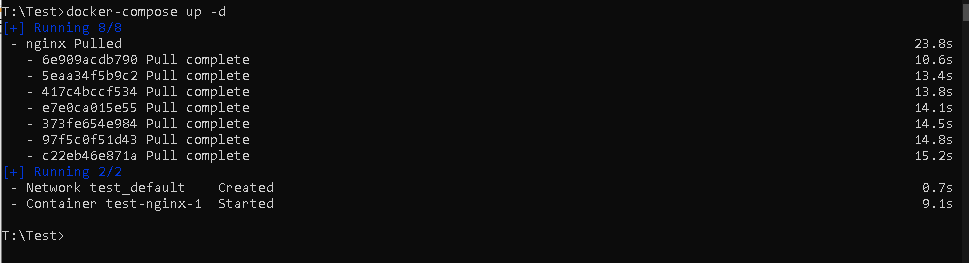 T:\Test>docker-compose up -d
[+] Running 8/8
- nginx Pulled 23.8s
- 6e909acdb790 Pull complete 10.6s
- 5eaa34f5b9c2 Pull complete 13.4s
- 417c4bccf534 Pull complete 13.8s
- e7e0ca015e55 Pull complete 14.1s
- 373fe654e984 Pull complete 14.5s
- 97f5c0f51d43 Pull complete 14.8s
- c22eb46e871a Pull complete 15.2s
[+] Running 2/2
- Network test_default Created 0.7s
- Container test-nginx-1 Started 9.1s
T:\Test>